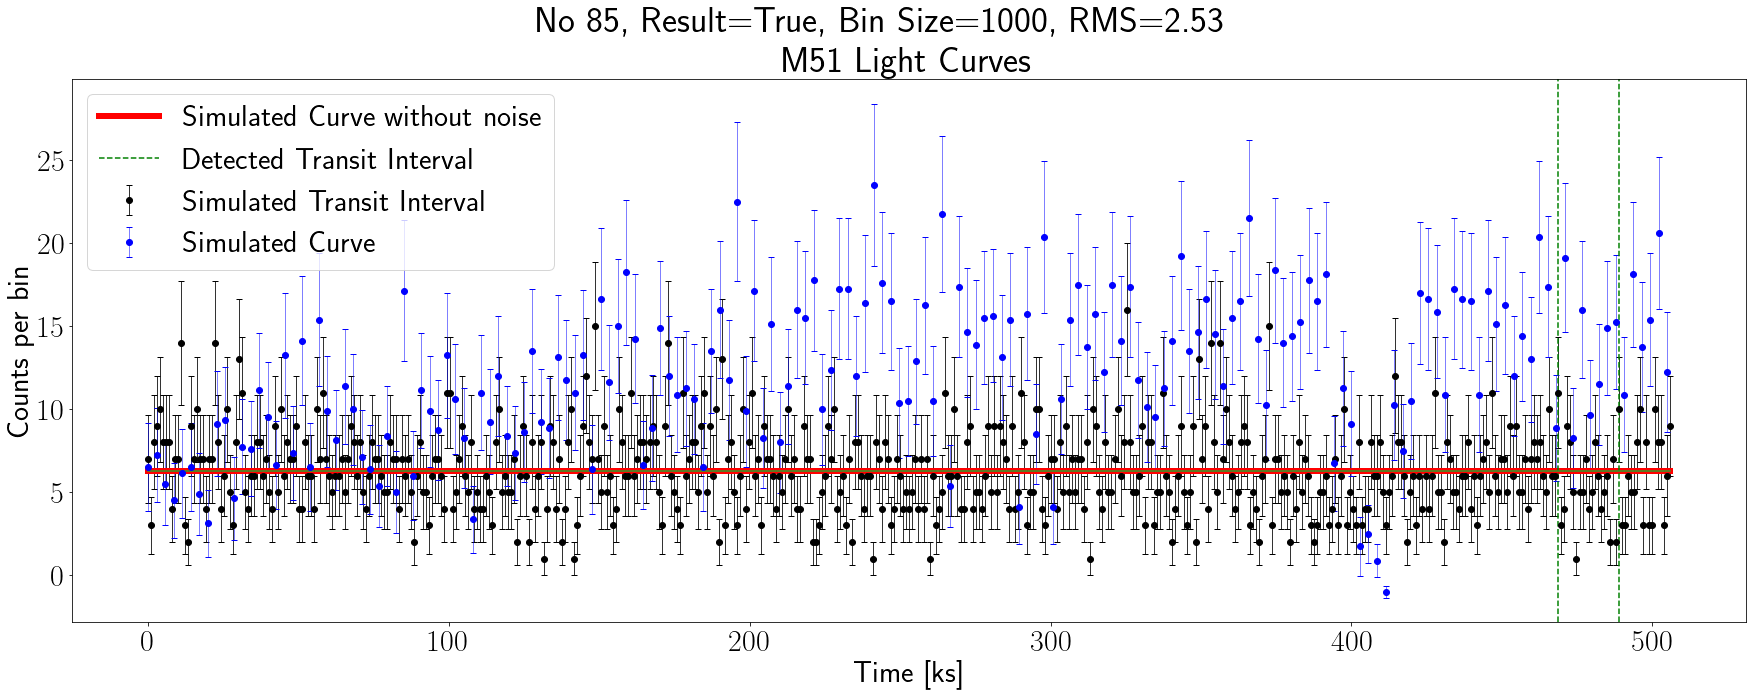 No 85, Result=True, Bin Size=1000, RMS=2.53
M51 Light Curves
Simulated Curve without noise
Detected Transit Interval
Simulated Transit Interval
Simulated Curve
Counts per bin
25
20
15
10
5
0
0 100 200 300 400 500
Time [ks]